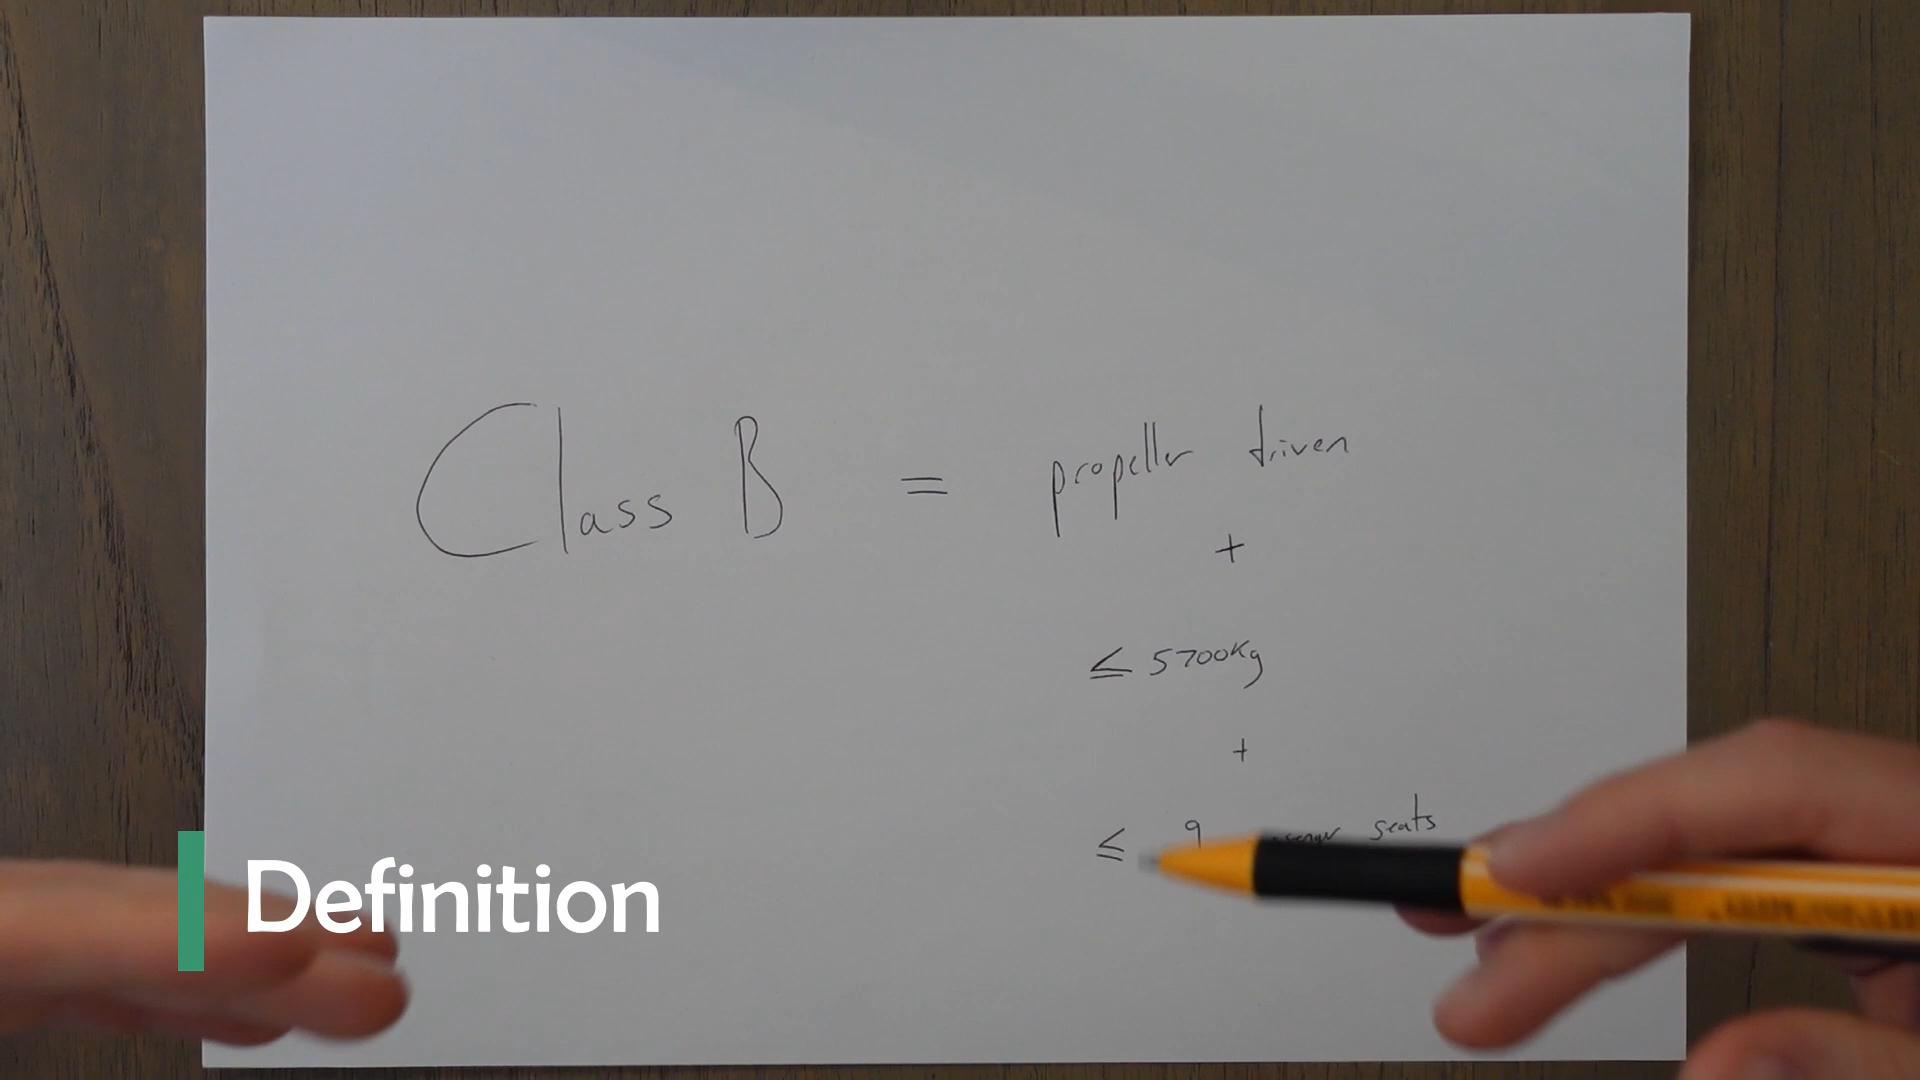 Class B = propeller driven
+
≤ 5700Kg
+
≤ 9 seats
Definition